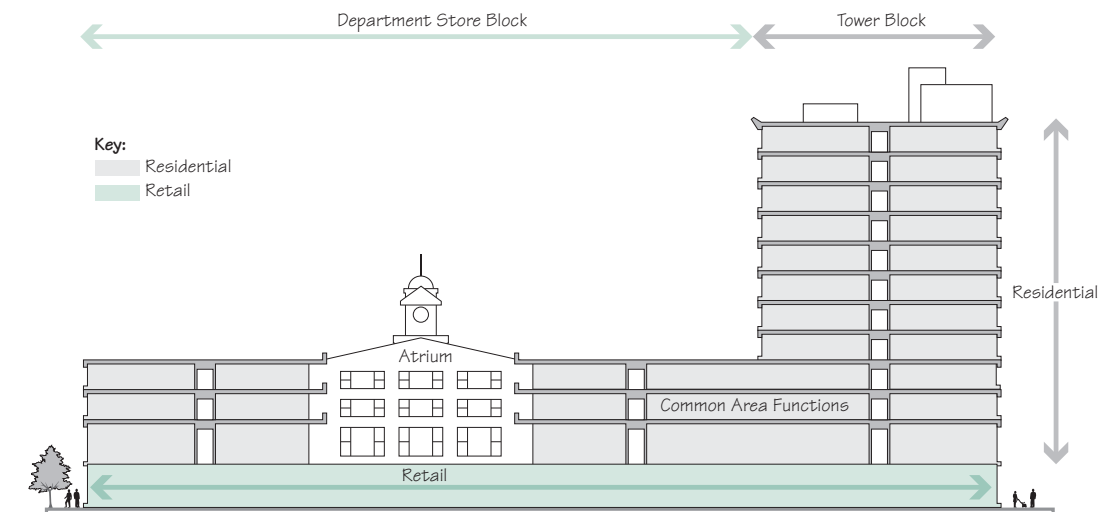 Department Store Block
Tower Block
Key:
Residential
Retail
Residential
Atrium
Common Area Functions
Retail